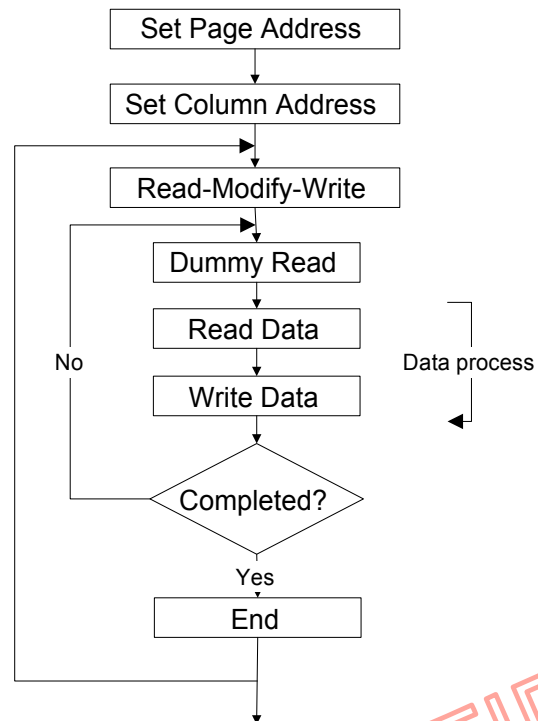 Set Page Address
Set Column Address
Read-Modify-Write
Dummy Read
Read Data
No
Data process
Write Data
Completed?
Yes
End